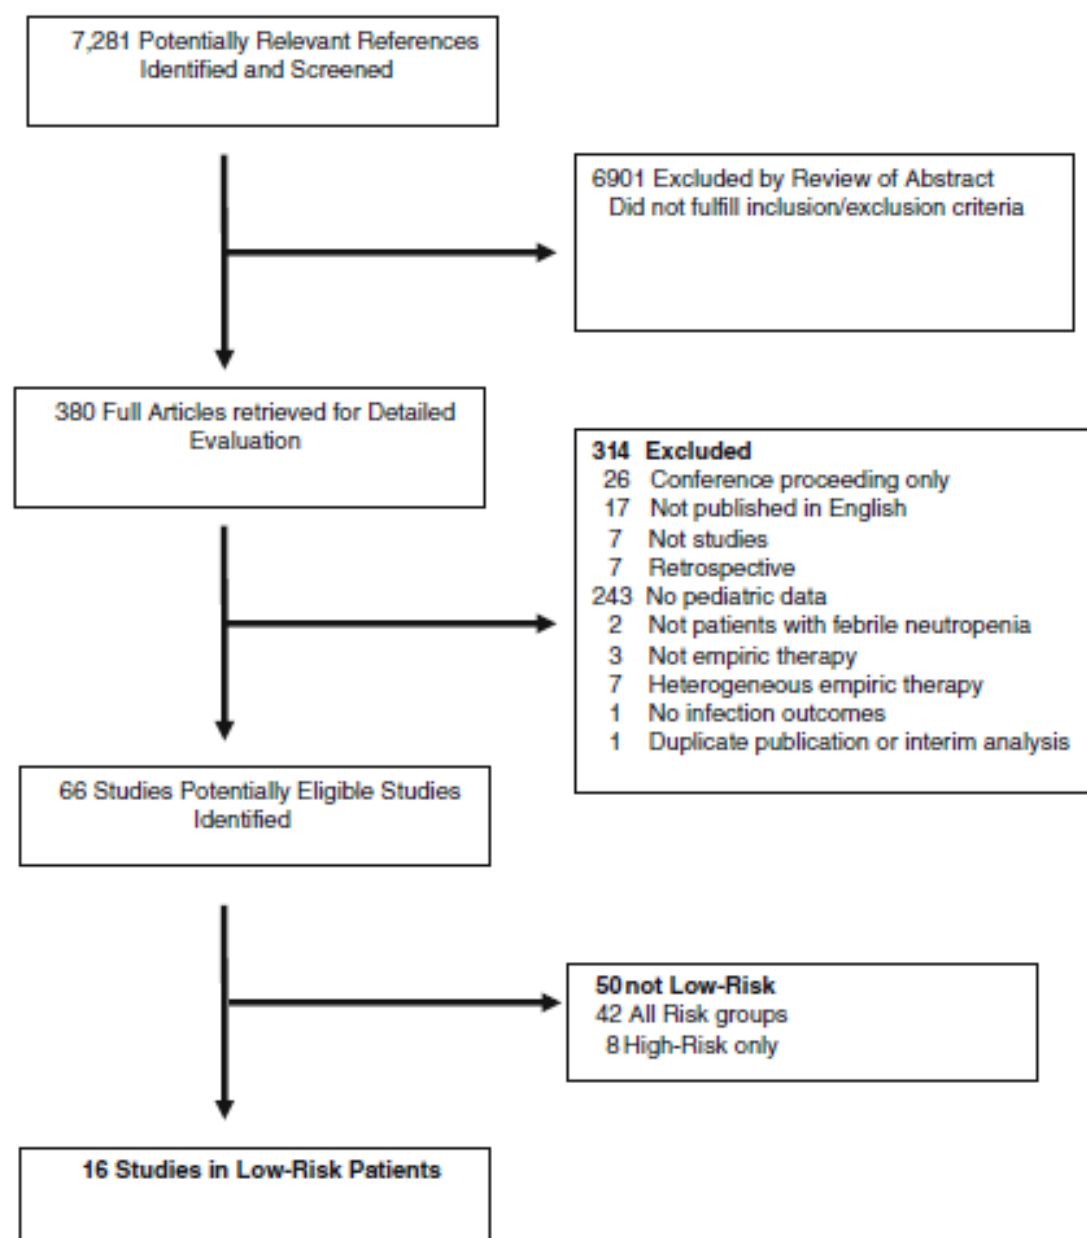 7,281 Potentially Relevant References
Identified and Screened
6901 Excluded by Review of Abstract
Did not fulfill inclusion/exclusion criteria
380 Full Articles retrieved for Detailed
Evaluation
314 Excluded
26 Conference proceeding only
17 Not published in English
7 Not studies
7 Retrospective
243 No pediatric data
2 Not patients with febrile neutropenia
3 Not empiric therapy
7 Heterogeneous empiric therapy
1 No infection outcomes
1 Duplicate publication or interim analysis
66 Studies Potentially Eligible Studies
Identified
50 not Low-Risk
42 All Risk groups
8 High-Risk only
16 Studies in Low-Risk Patients